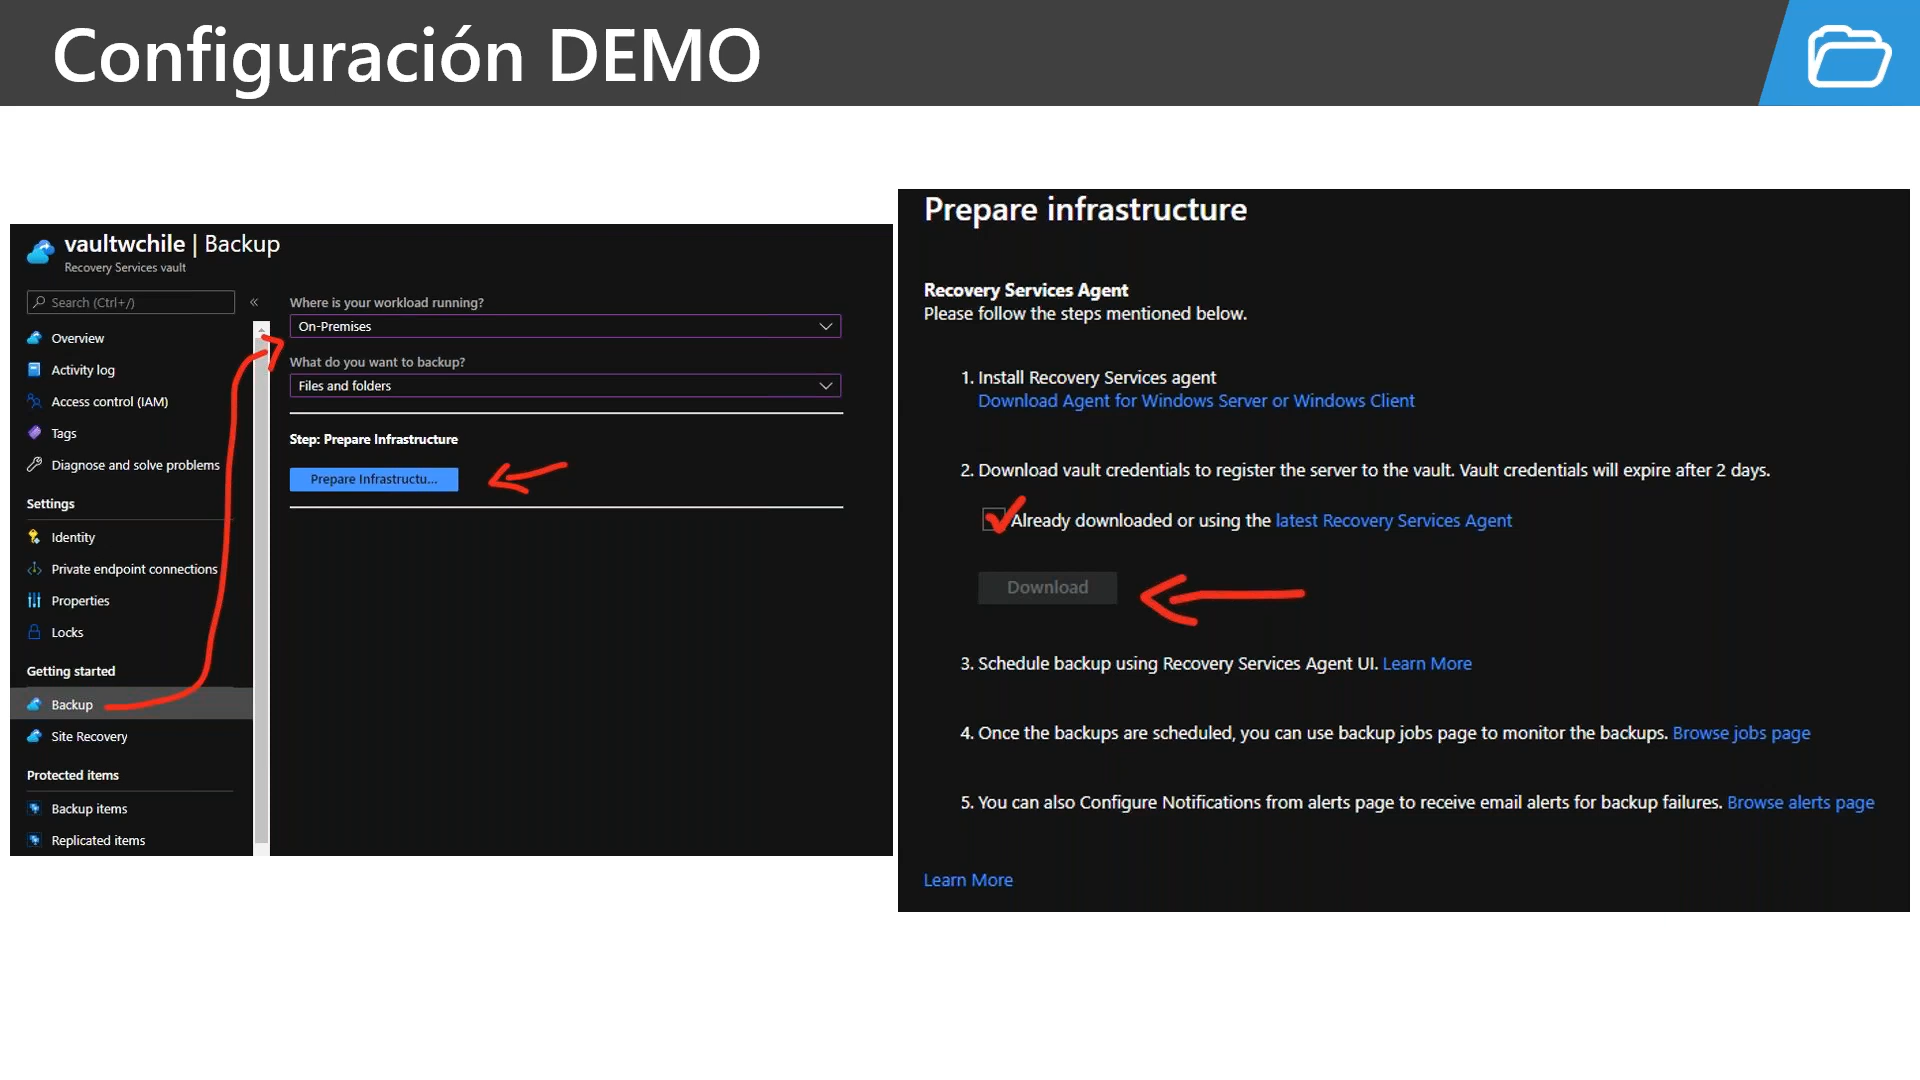 Configuración DEMO
vaultwchile | Backup
Recovery Services vault
Search (Ctrl+/)
«
Overview
Activity log
Access control (IAM)
Tags
Diagnose and solve problems
Settings
Identity
Private endpoint connections
Properties
Locks
Getting started
Backup
Site Recovery
Protected items
Backup items
Replicated items
Where is your workload running?
On-Premises
What do you want to backup?
Files and folders
Step: Prepare Infrastructure
Prepare Infrastructu...
Prepare infrastructure
Recovery Services Agent
Please follow the steps mentioned below.
1. Install Recovery Services agent
Download Agent for Windows Server or Windows Client
2. Download vault credentials to register the server to the vault. Vault credentials will expire after 2 days.
Already downloaded or using the latest Recovery Services Agent
Download
3. Schedule backup using Recovery Services Agent UI. Learn More
4. Once the backups are scheduled, you can use backup jobs page to monitor the backups. Browse jobs page
5. You can also Configure Notifications from alerts page to receive email alerts for backup failures. Browse alerts page
Learn More